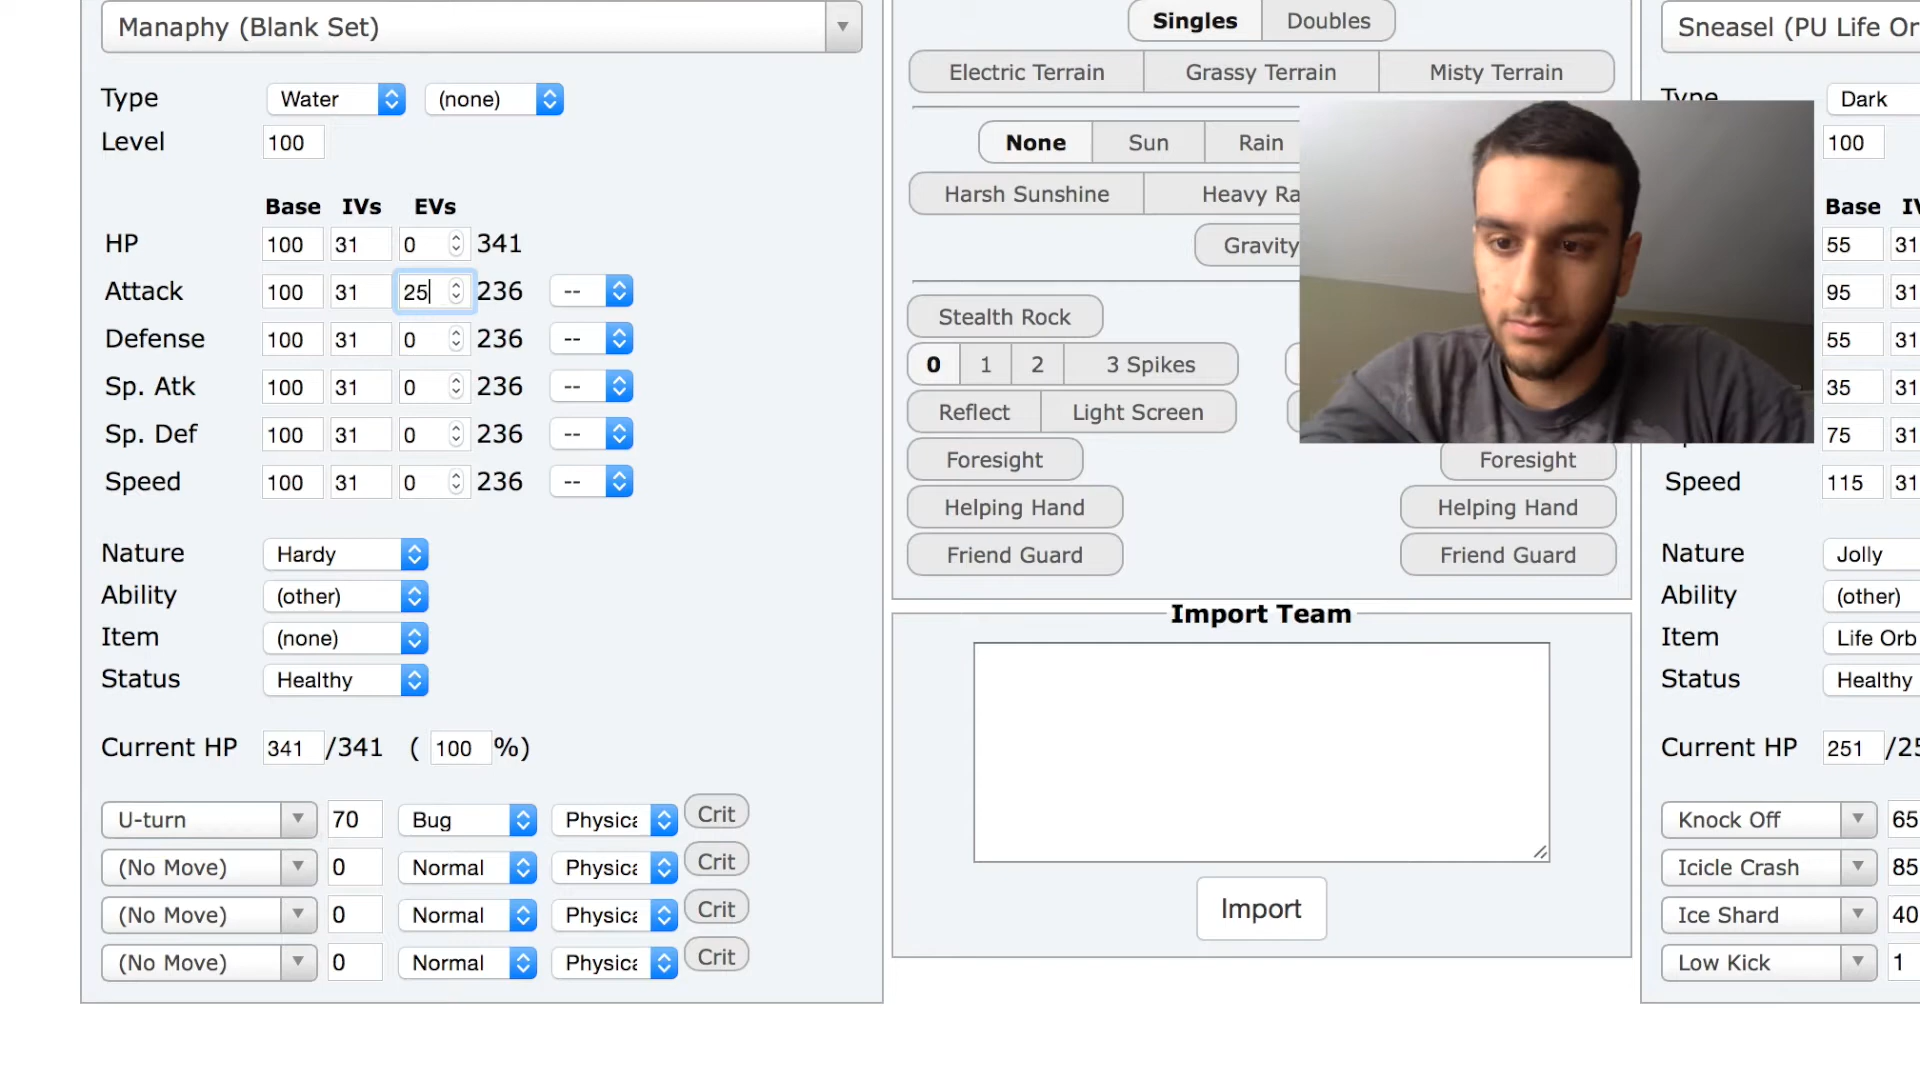 Manaphy (Blank Set)
Type Water (none)
Level 100
Base IVs EVs
HP 100 31 0 341
Attack 100 31 25 236 --
Defense 100 31 0 236 --
Sp. Atk 100 31 0 236 --
Sp. Def 100 31 0 236 --
Speed 100 31 0 236 --
Nature Hardy
Ability (other)
Item (none)
Status Healthy
Current HP 341 /341 ( 100 %)
U-turn 70 Bug Physica Crit
(No Move) 0 Normal Physica Crit
(No Move) 0 Normal Physica Crit
(No Move) 0 Normal Physica Crit
Singles Doubles
Electric Terrain Grassy Terrain Misty Terrain
None Sun Rain
Harsh Sunshine Heavy Ra
Gravity
Stealth Rock
0 1 2 3 Spikes
Reflect Light Screen
Foresight Foresight
Helping Hand Helping Hand
Friend Guard Friend Guard
Import Team
Import
Sneasel (PU Life Or
Type Dark
100
Base IV
55 31
95 31
55 31
35 31
75 31
Speed 115 31
Nature Jolly
Ability (other)
Item Life Orb
Status Healthy
Current HP 251 /25
Knock Off 65
Icicle Crash 85
Ice Shard 40
Low Kick 1